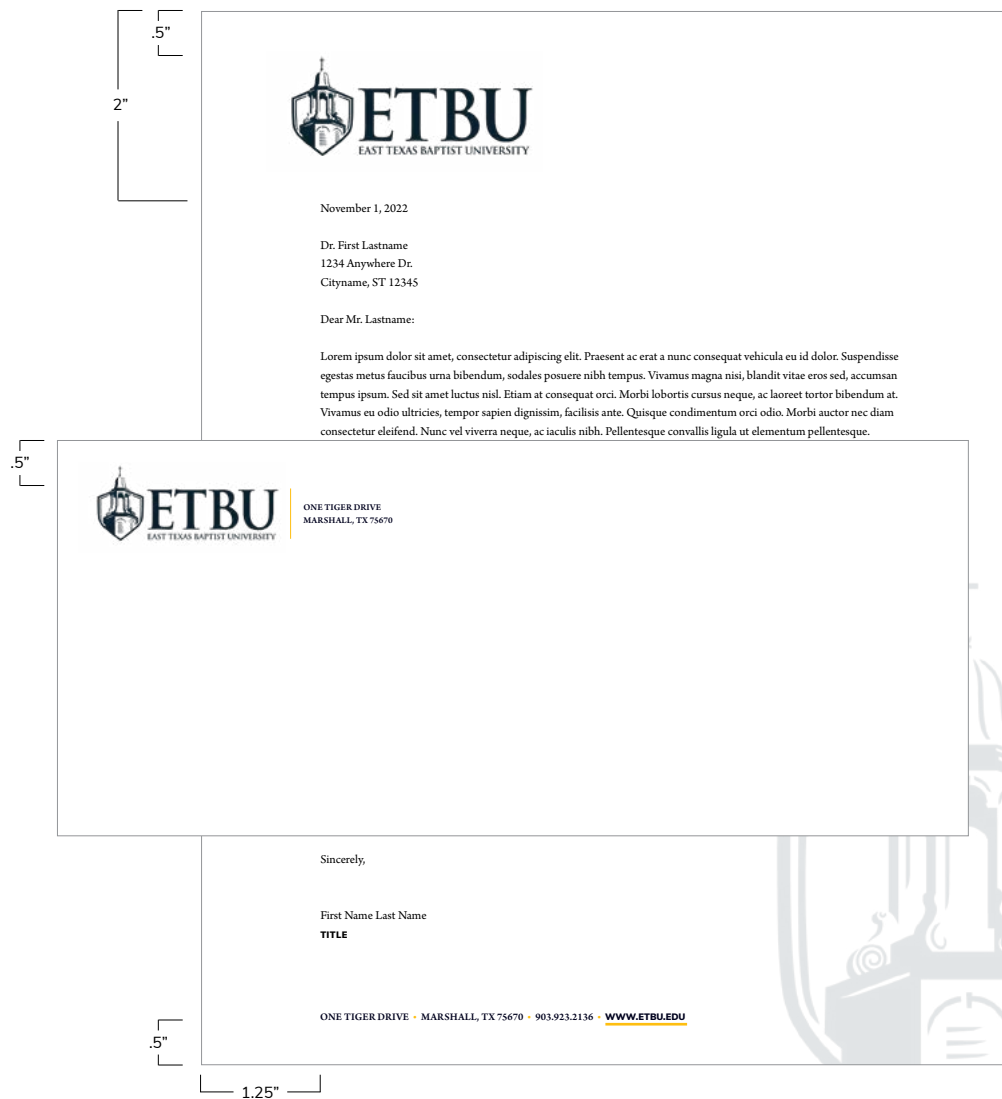 .5”
2”
ETBU
EAST TEXAS BAPTIST UNIVERSITY
November 1, 2022
Dr. First Lastname
1234 Anywhere Dr.
Cityname, ST 12345
Dear Mr. Lastname:
Lorem ipsum dolor sit amet, consectetur adipiscing elit. Praesent ac erat a nunc consequat vehicula eu id dolor. Suspendisse
egestas metus faucibus urna bibendum, sodales posuere nibh tempus. Vivamus magna nisi, blandit vitae eros sed, accumsan
tempus ipsum. Sed sit amet luctus nisl. Etiam at consequat orci. Morbi lobortis cursus neque, ac laoreet tortor bibendum at.
Vivamus eu odio ultricies, tempor sapien dignissim, facilisis ante. Quisque condimentum orci odio. Morbi auctor nec diam
consectetur eleifend. Nunc vel viverra neque, ac iaculis nibh. Pellentesque convallis ligula ut elementum pellentesque.
.5”
ETBU
EAST TEXAS BAPTIST UNIVERSITY
ONE TIGER DRIVE
MARSHALL, TX 75670
Sincerely,
First Name Last Name
TITLE
ONE TIGER DRIVE • MARSHALL, TX 75670 • 903.923.2136 • WWW.ETBU.EDU
.5”
1.25”